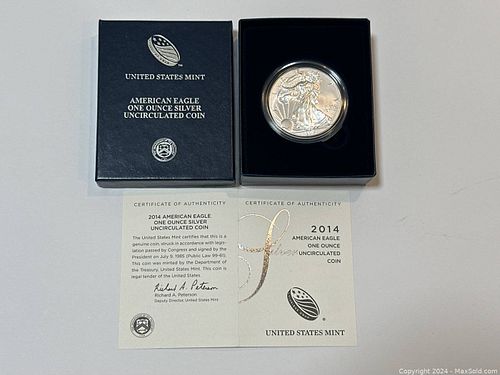 UNITED STATES MINT
AMERICAN EAGLE
ONE OUNCE SILVER
UNCIRCULATED COIN
CERTIFICATE OF AUTHENTICITY
2014 AMERICAN EAGLE
ONE OUNCE SILVER
UNCIRCULATED COIN
The United States Mint certifies that this is a
genuine coin, struck in accordance with legis-
lation passed by Congress and signed by the
President on July 9, 1985 (Public Law 99-61).
This coin was minted by the Department of
the Treasury, United States Mint. This coin is
legal tender of the United States.
Richard A. Peterson
Richard A. Peterson
Deputy Director, United States Mint
CERTIFICATE OF AUTHENTICITY
Silver
2014
AMERICAN EAGLE
ONE OUNCE
UNCIRCULATED
COIN
UNITED STATES MINT
Copyright 2024 - MaxSold.com